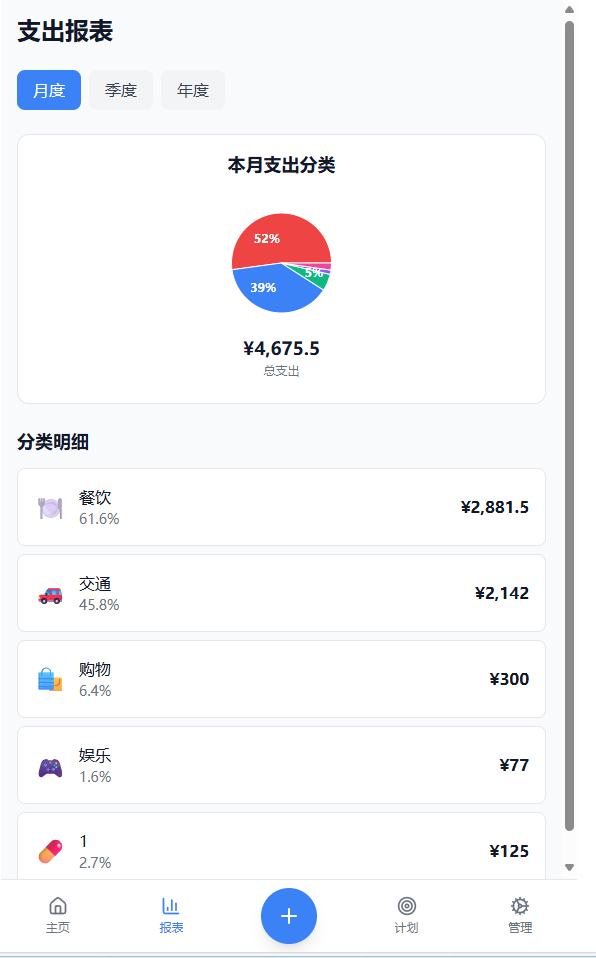 支出报表
月度 季度 年度
本月支出分类
52%
5%
39%
¥4,675.5
总支出
分类明细
餐饮
61.6%
¥2,881.5
交通
45.8%
¥2,142
购物
6.4%
¥300
娱乐
1.6%
¥77
1
2.7%
¥125
主页 报表 + 计划 管理